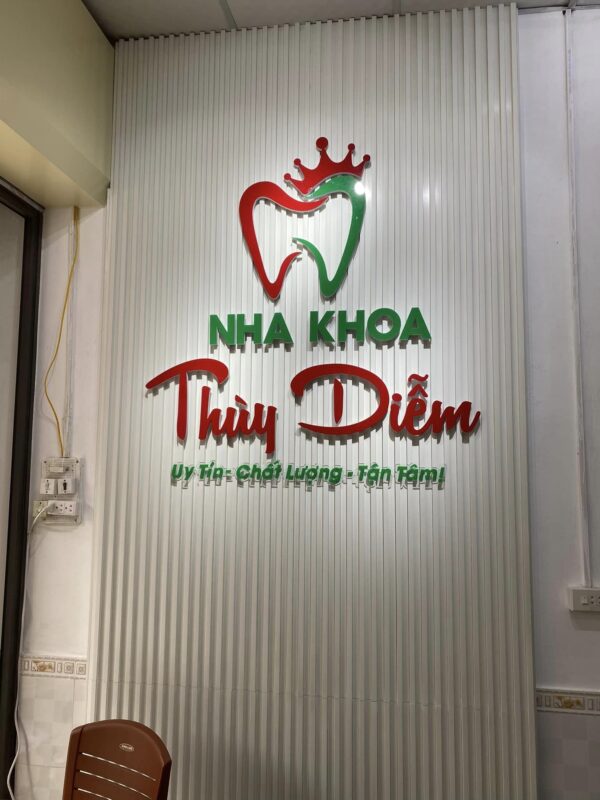 NHA KHOA
Thùy Diễm
Uy Tín - Chất Lượng - Tận Tâm!